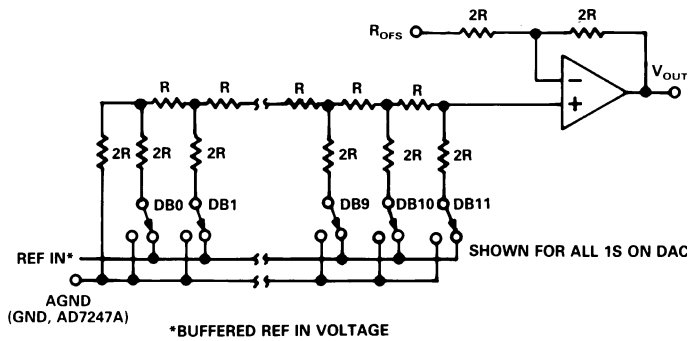 2R 2R
R_OFS
V_OUT
− +
R R R R R
2R 2R 2R 2R 2R 2R
DB0 DB1 DB9 DB10 DB11
REF IN*
SHOWN FOR ALL 1S ON DAC
AGND
(GND, AD7247A)
*BUFFERED REF IN VOLTAGE